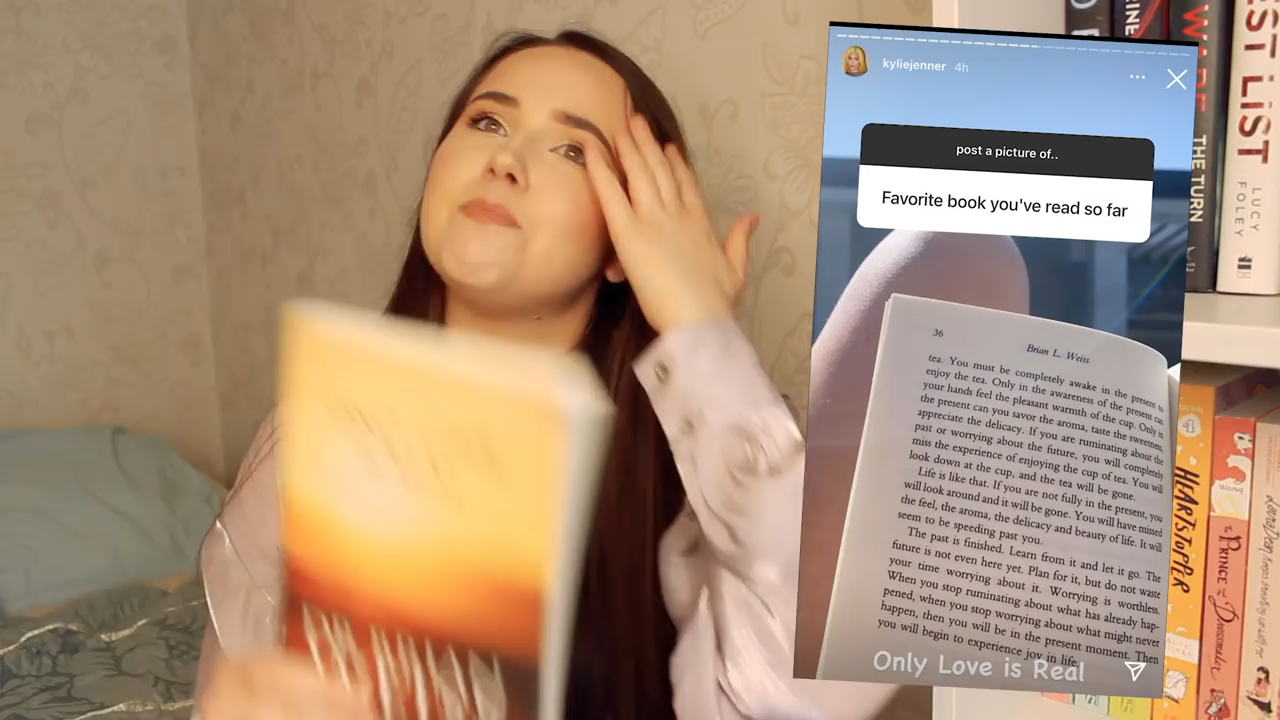 kyliejenner 4h
post a picture of..
Favorite book you've read so far
36
Brian L. Weiss
tea. You must be completely awake in the present to
enjoy the tea. Only in the awareness of the present can
your hands feel the pleasant warmth of the cup. Only in
the present can you savor the aroma, taste the sweetness,
appreciate the delicacy. If you are ruminating about the
past or worrying about the future, you will completely
miss the experience of enjoying the cup of tea. You will
look down at the cup, and the tea will be gone.
Life is like that. If you are not fully in the present, you
will look around and it will be gone. You will have missed
the feel, the aroma, the delicacy and beauty of life. It will
seem to be speeding past you.
The past is finished. Learn from it and let it go. The
future is not even here yet. Plan for it, but do not waste
your time worrying about it. Worrying is worthless.
When you stop ruminating about what has already hap-
pened, when you stop worrying about what might never
happen, then you will be in the present moment. Then
you will begin to experience joy in life.
Only Love is Real
THE TURN
EST LIST
LUCY
FOLEY
4
HEARTSTOPPER
Wang
The PRINCE and the Dressmaker